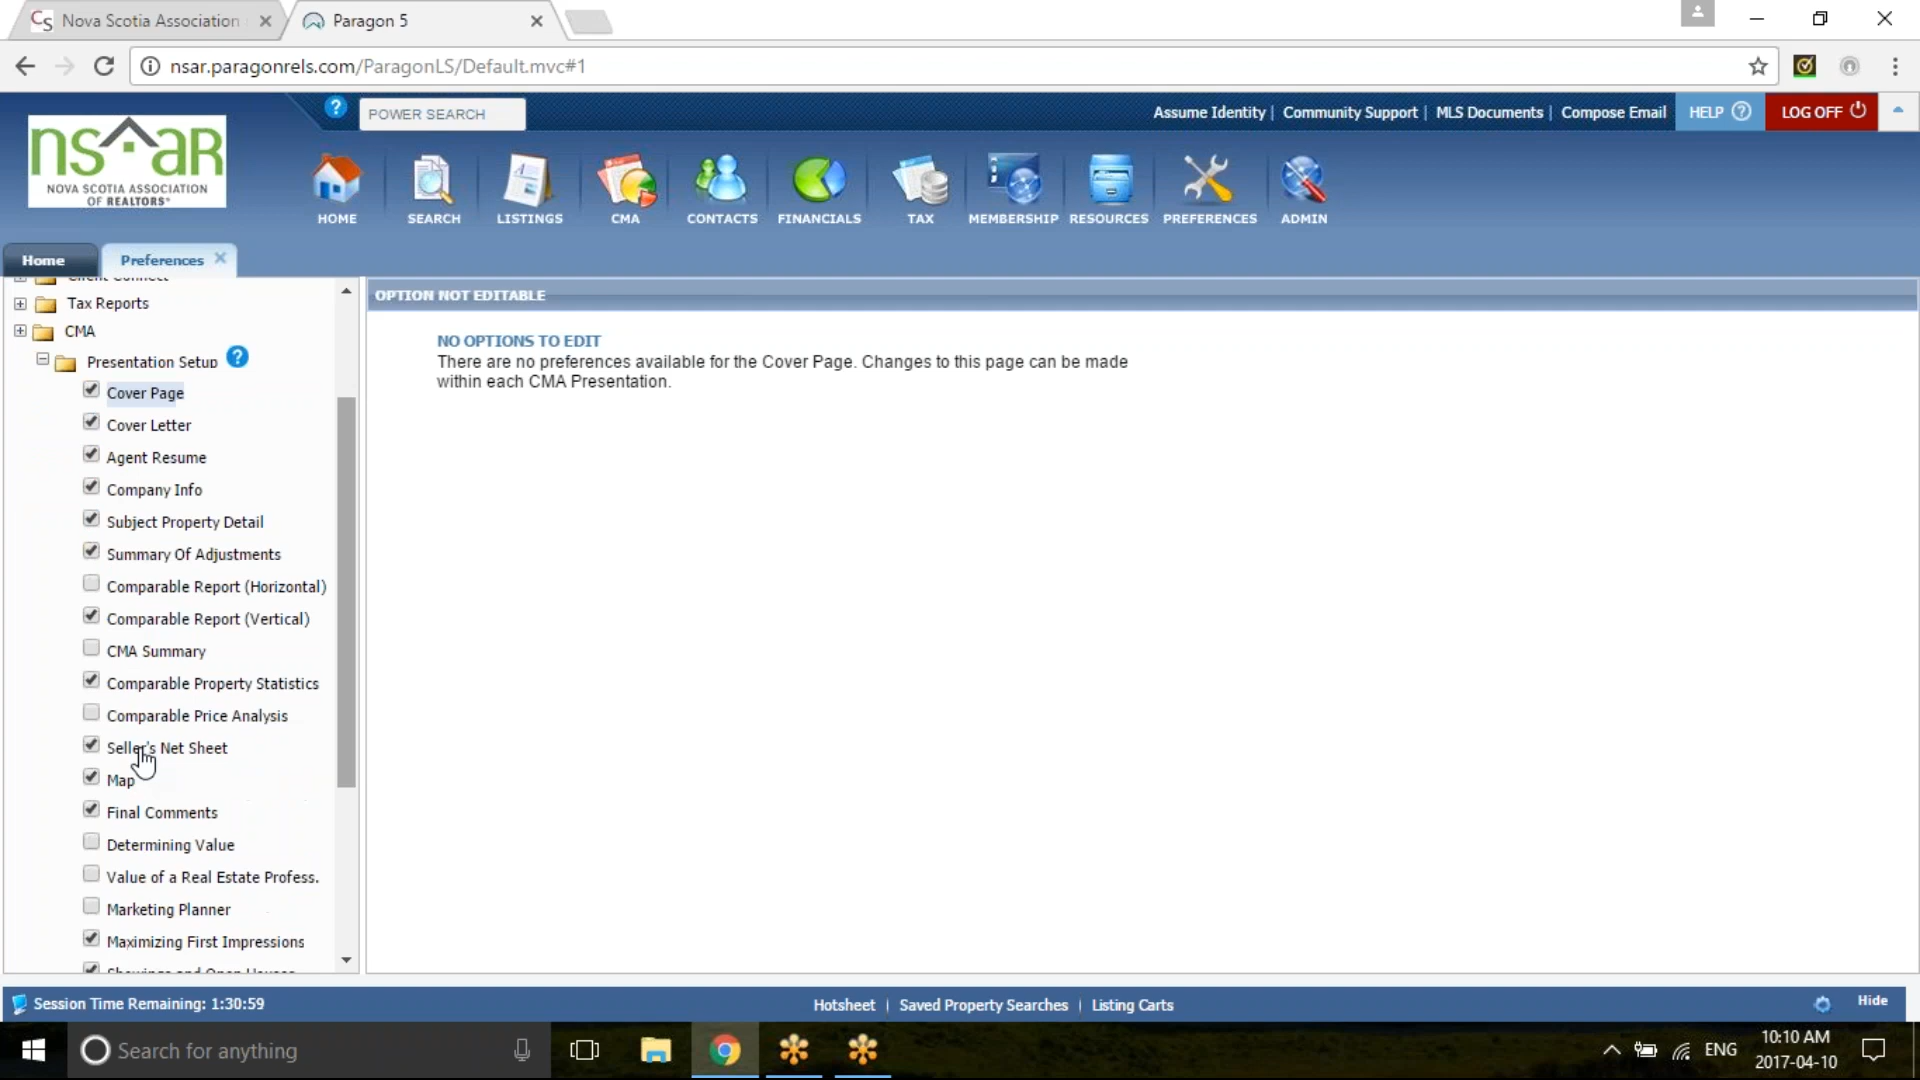 CS Nova Scotia Association
Paragon 5
nsar.paragonrels.com/ParagonLS/Default.mvc#1
nsaR
NOVA SCOTIA ASSOCIATION
OF REALTORS®
POWER SEARCH
Assume Identity | Community Support | MLS Documents | Compose Email
HELP
LOG OFF
HOME
SEARCH
LISTINGS
CMA
CONTACTS
FINANCIALS
TAX
MEMBERSHIP
RESOURCES
PREFERENCES
ADMIN
Home
Preferences
Client Connect
Tax Reports
CMA
Presentation Setup
Cover Page
Cover Letter
Agent Resume
Company Info
Subject Property Detail
Summary Of Adjustments
Comparable Report (Horizontal)
Comparable Report (Vertical)
CMA Summary
Comparable Property Statistics
Comparable Price Analysis
Seller's Net Sheet
Map
Final Comments
Determining Value
Value of a Real Estate Profess.
Marketing Planner
Maximizing First Impressions
Showings and Open Houses
OPTION NOT EDITABLE
NO OPTIONS TO EDIT
There are no preferences available for the Cover Page. Changes to this page can be made
within each CMA Presentation.
Session Time Remaining: 1:30:59
Hotsheet | Saved Property Searches | Listing Carts
Hide
Search for anything
ENG
10:10 AM
2017-04-10